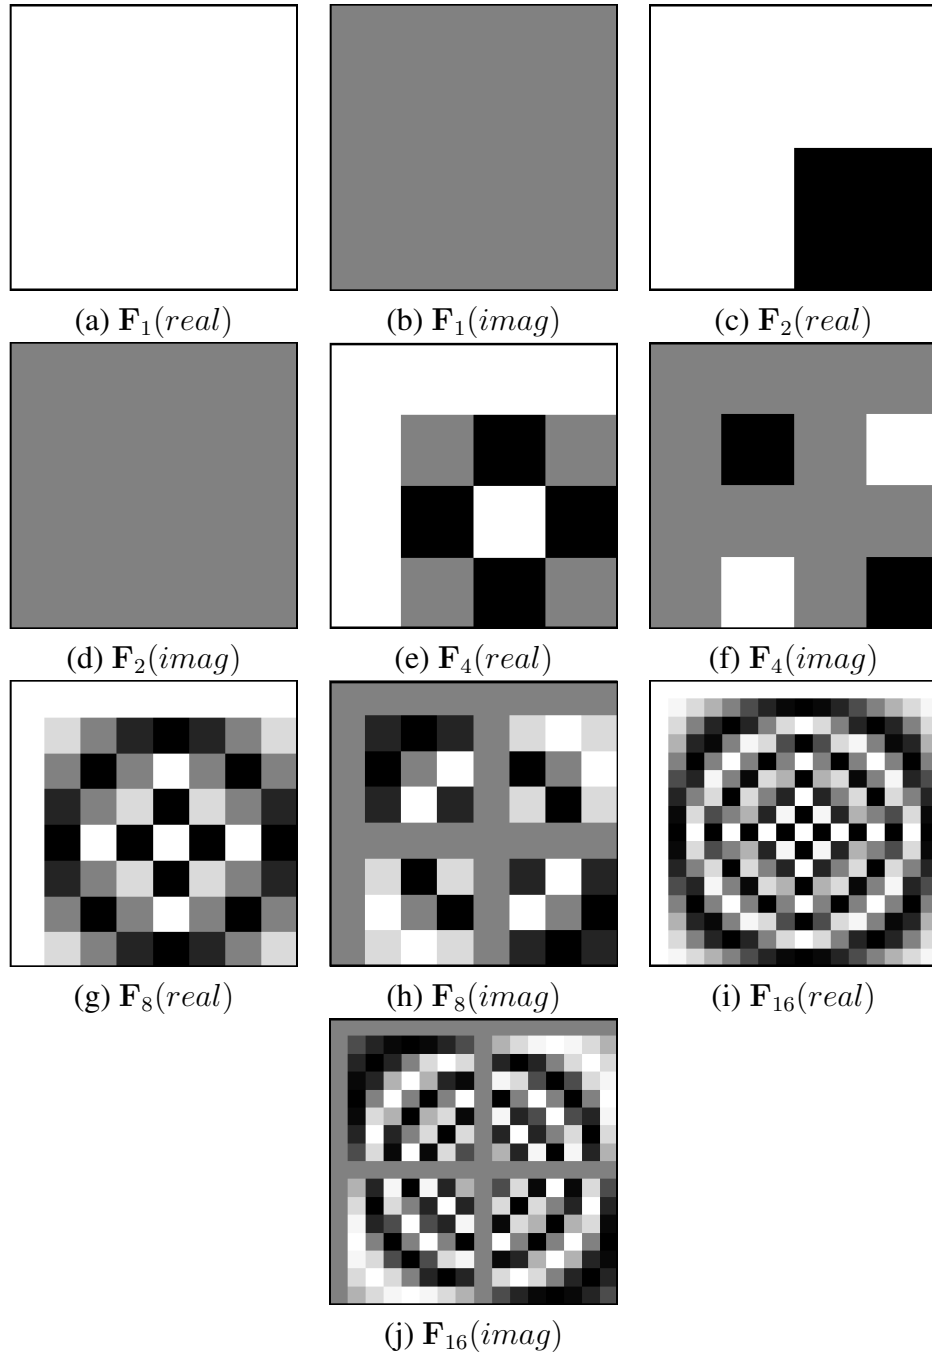 (a) F₁(real)
(b) F₁(imag)
(c) F₂(real)
(d) F₂(imag)
(e) F₄(real)
(f) F₄(imag)
(g) F₈(real)
(h) F₈(imag)
(i) F₁₆(real)
(j) F₁₆(imag)